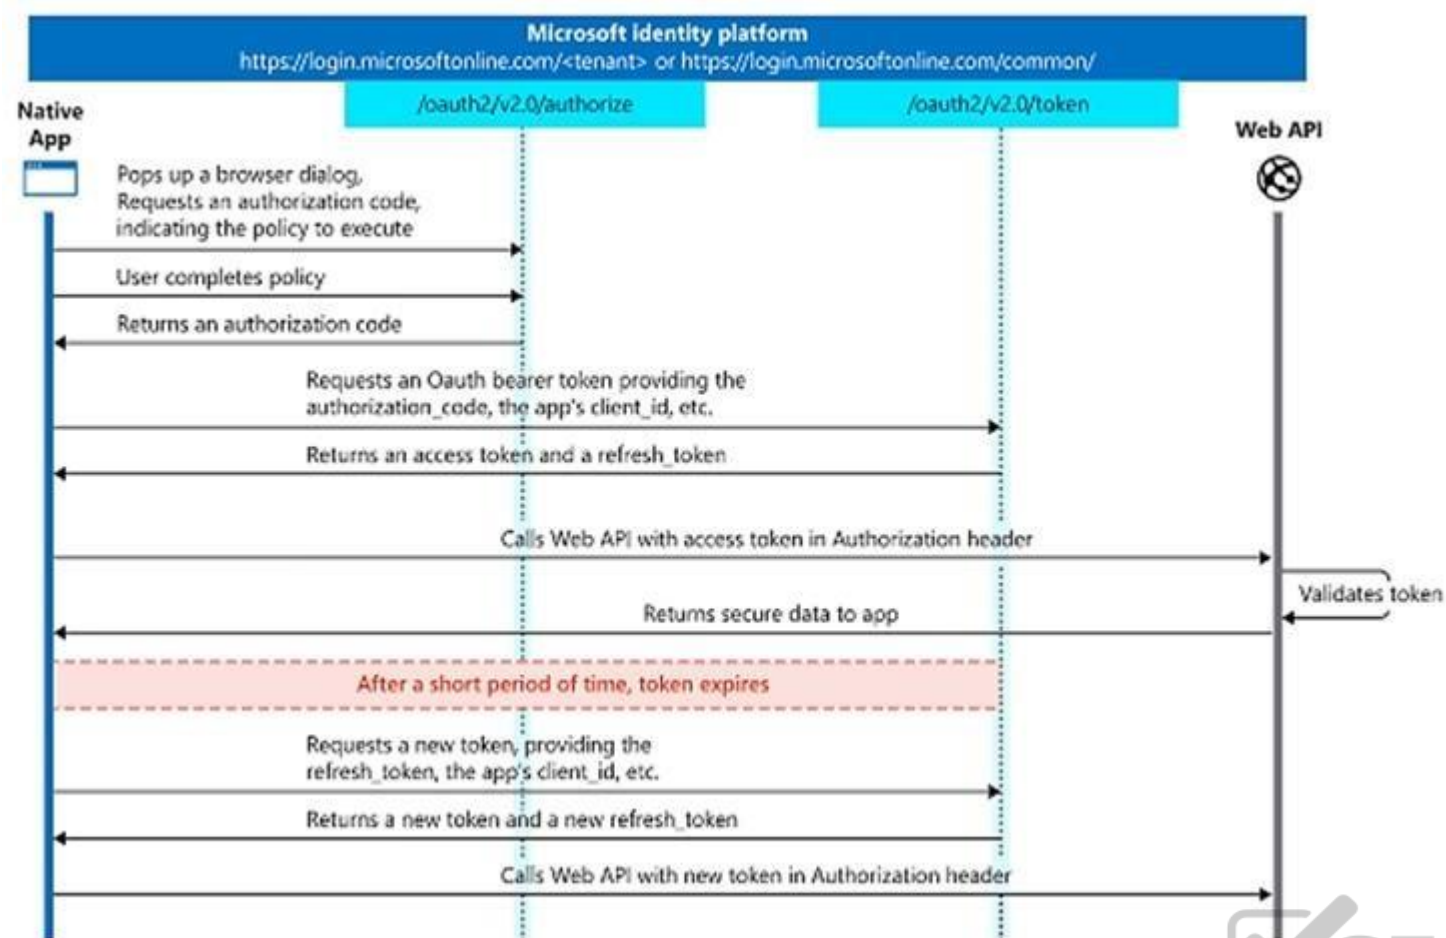 Microsoft identity platform
https://login.microsoftonline.com/<tenant> or https://login.microsoftonline.com/common/
/oauth2/v2.0/authorize
/oauth2/v2.0/token
Native
App
Web API
Pops up a browser dialog,
Requests an authorization code,
indicating the policy to execute
User completes policy
Returns an authorization code
Requests an Oauth bearer token providing the
authorization_code, the app's client_id, etc.
Returns an access token and a refresh_token
Calls Web API with access token in Authorization header
Validates token
Returns secure data to app
After a short period of time, token expires
Requests a new token, providing the
refresh_token, the app's client_id, etc.
Returns a new token and a new refresh_token
Calls Web API with new token in Authorization header